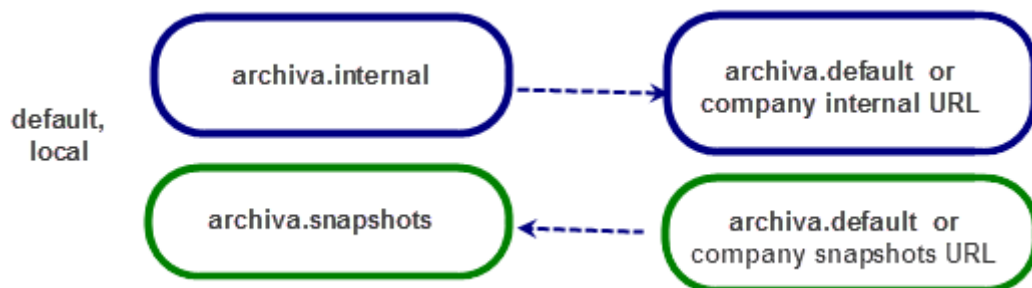 default,
local
archiva.internal
archiva.default or
company internal URL
archiva.snapshots
archiva.default or
company snapshots URL